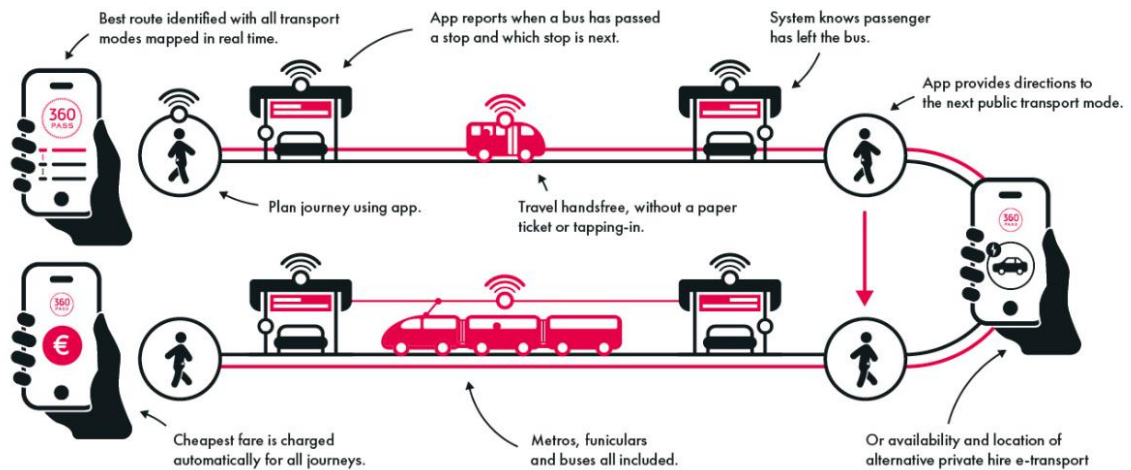 Best route identified with all transport
modes mapped in real time.
App reports when a bus has passed
a stop and which stop is next.
System knows passenger
has left the bus.
App provides directions to
the next public transport mode.
360
PASS
Plan journey using app.
Travel handsfree, without a paper
ticket or tapping-in.
360
PASS
360
PASS
€
Cheapest fare is charged
automatically for all journeys.
Metros, funiculars
and buses all included.
Or availability and location of
alternative private hire e-transport